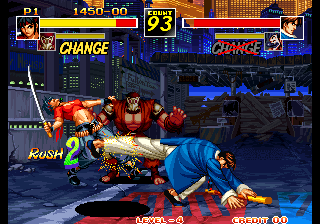 P1 1450-00
COUNT
93
CHANGE
CHANGE
RUSH 2
LEVEL-4 CREDIT 00